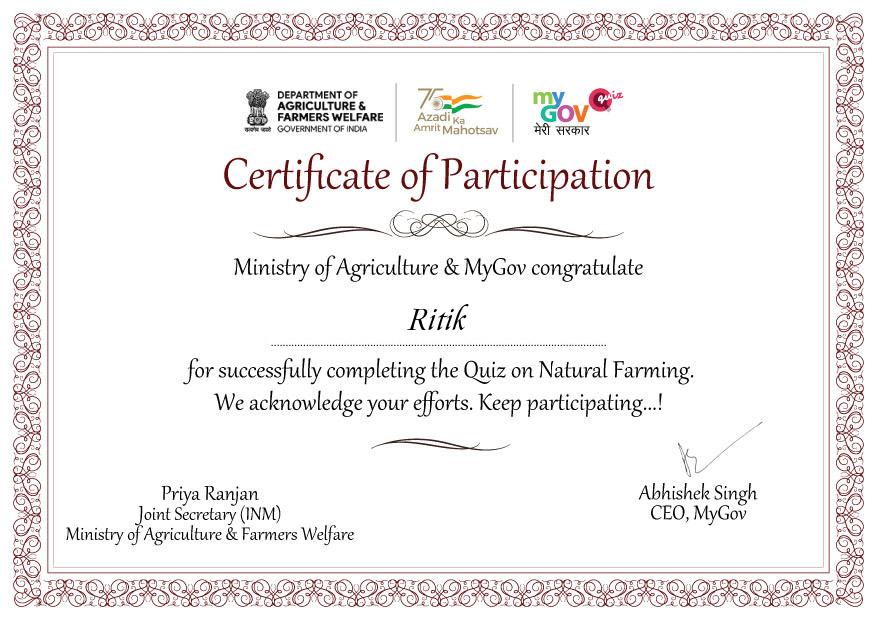 सत्यमेव जयते
DEPARTMENT OF
AGRICULTURE &
FARMERS WELFARE
GOVERNMENT OF INDIA
75
Azadi Ka
Amrit Mahotsav
my
GOV
quiz
मेरी सरकार
Certificate of Participation
Ministry of Agriculture & MyGov congratulate
Ritik
for successfully completing the Quiz on Natural Farming.
We acknowledge your efforts. Keep participating...!
Priya Ranjan
Joint Secretary (INM)
Ministry of Agriculture & Farmers Welfare
Abhishek Singh
CEO, MyGov